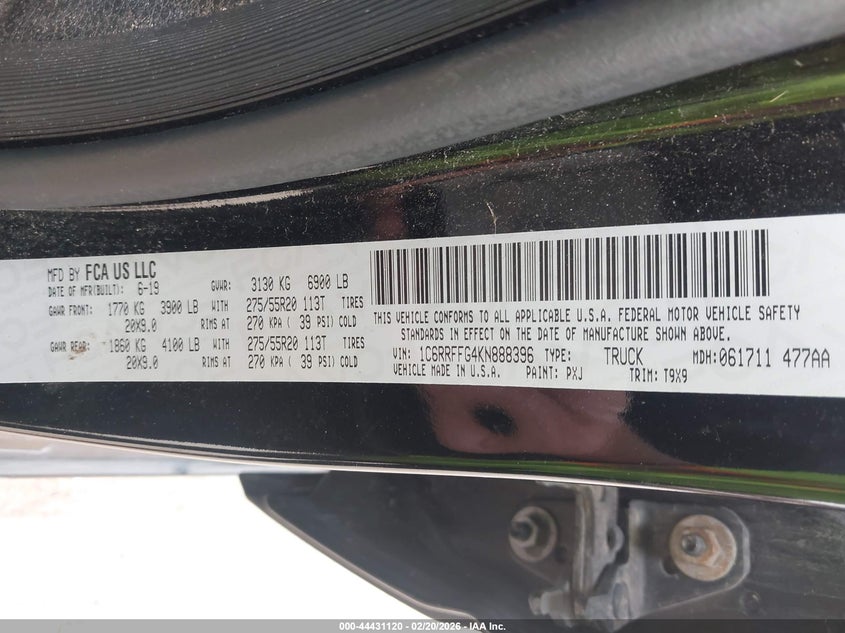 MFD BY FCA US LLC
DATE OF MFR(BUILT): 6-19 GVWR: 3130 KG 6900 LB
GAWR FRONT: 1770 KG 3900 LB WITH 275/55R20 113T TIRES
20X9.0 RIMS AT 270 KPA ( 39 PSI) COLD
GAWR REAR: 1860 KG 4100 LB WITH 275/55R20 113T TIRES
20X9.0 RIMS AT 270 KPA ( 39 PSI) COLD
THIS VEHICLE CONFORMS TO ALL APPLICABLE U.S.A. FEDERAL MOTOR VEHICLE SAFETY
STANDARDS IN EFFECT ON THE DATE OF MANUFACTURE SHOWN ABOVE.
VIN: 1C6RRFFG4KN888396 TYPE: TRUCK MDH:061711 477AA
VEHICLE MADE IN U.S.A. PAINT: PXJ TRIM: T9X9
000-44431120 - 02/20/2026 - IAA Inc.